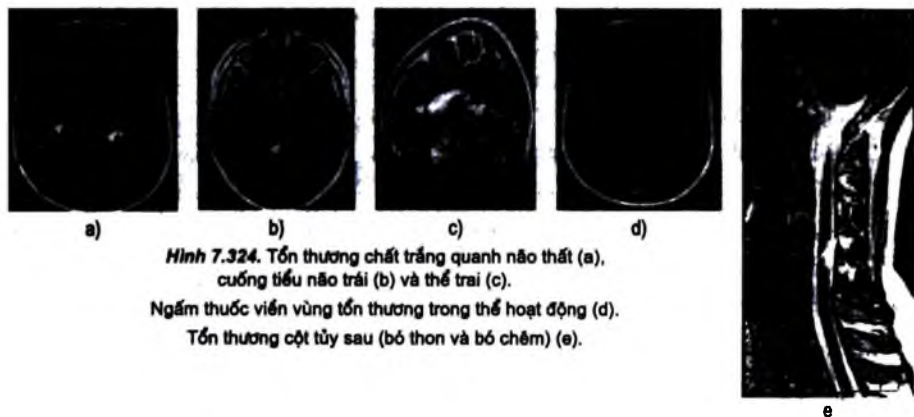 a)
b)
c)
d)
e
Hình 7.324. Tổn thương chất trắng quanh não thất (a),
cuống tiểu não trái (b) và thể trai (c).
Ngấm thuốc viền vùng tổn thương trong thể hoạt động (d).
Tổn thương cột tủy sau (bó thon và bó chêm) (e).